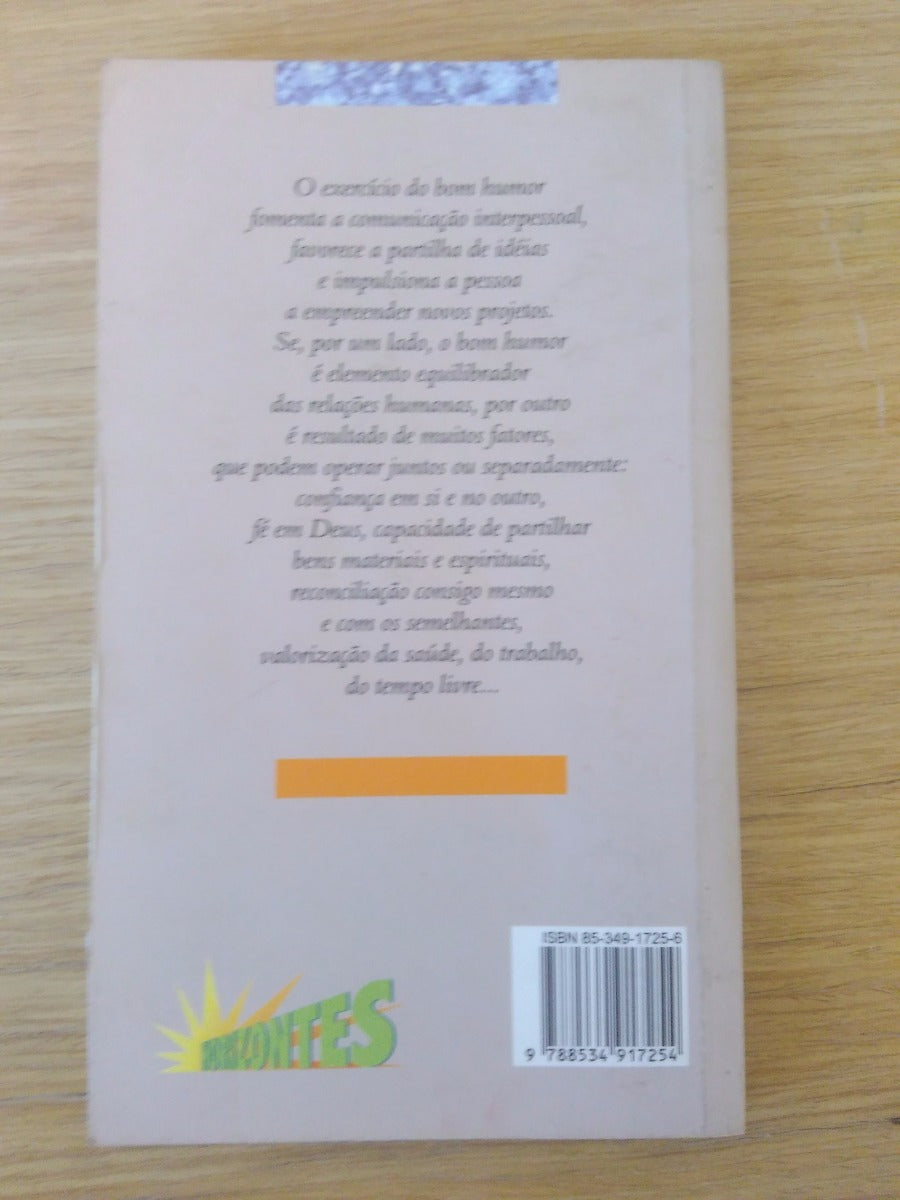 O exercício do bom humor
fomenta a comunicação interpessoal,
favorece a partilha de idéias
e impulsiona a pessoa
a empreender novos projetos.
Se, por um lado, o bom humor
é elemento equilibrador
das relações humanas, por outro
é resultado de muitos fatores,
que podem operar juntos ou separadamente:
confiança em si e no outro,
fé em Deus, capacidade de partilhar
bens materiais e espirituais,
reconciliação consigo mesmo
e com os semelhantes,
valorização da saúde, do trabalho,
do tempo livre...
HORIZONTES
ISBN 85-349-1725-6
9 788534 917254